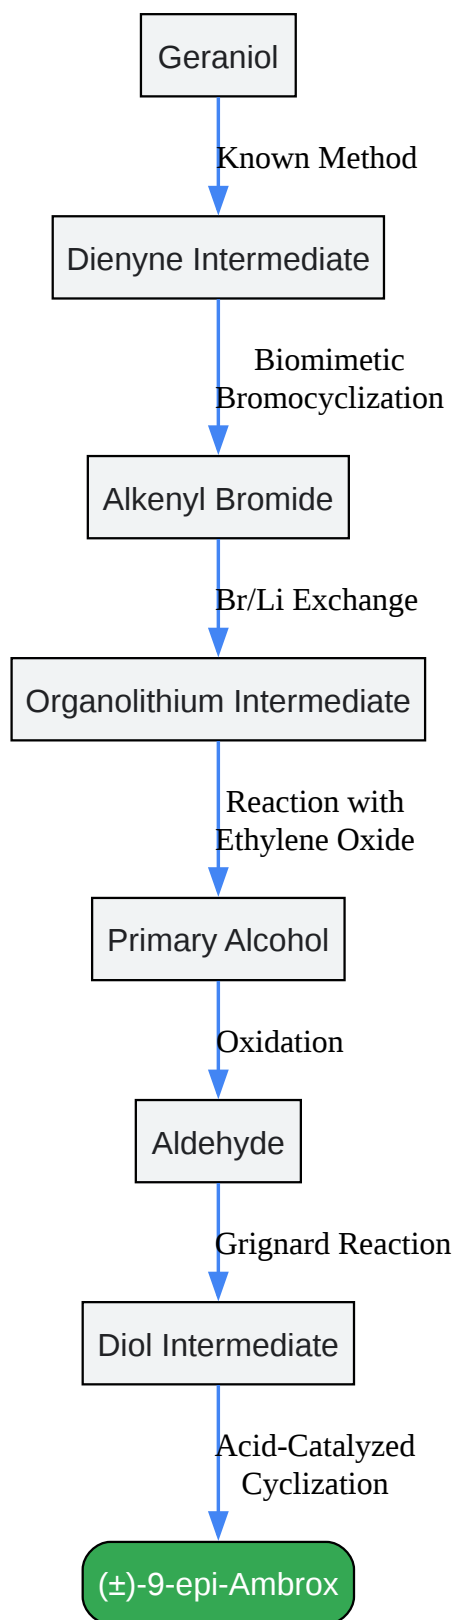 Geraniol
Known Method
Dienyne Intermediate
Biomimetic
Bromocyclization
Alkenyl Bromide
Br/Li Exchange
Organolithium Intermediate
Reaction with
Ethylene Oxide
Primary Alcohol
Oxidation
Aldehyde
Grignard Reaction
Diol Intermediate
Acid-Catalyzed
Cyclization
(±)-9-epi-Ambrox